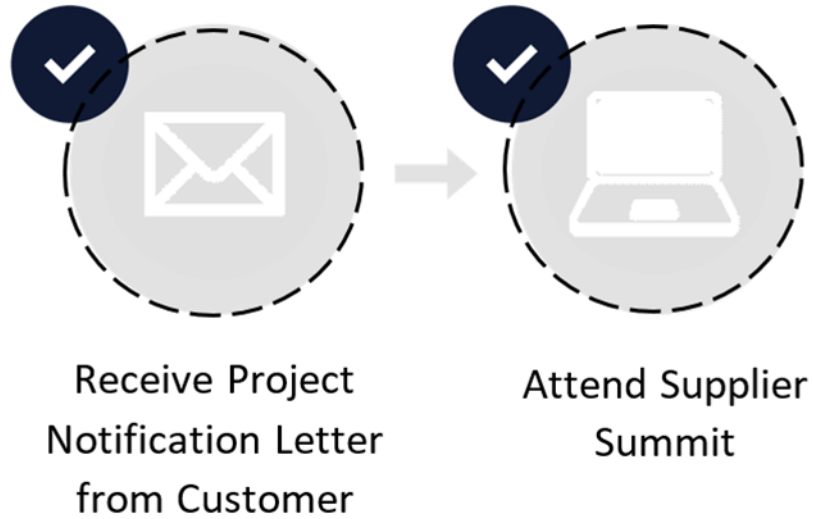 Receive Project
Notification Letter
from Customer
Attend Supplier
Summit